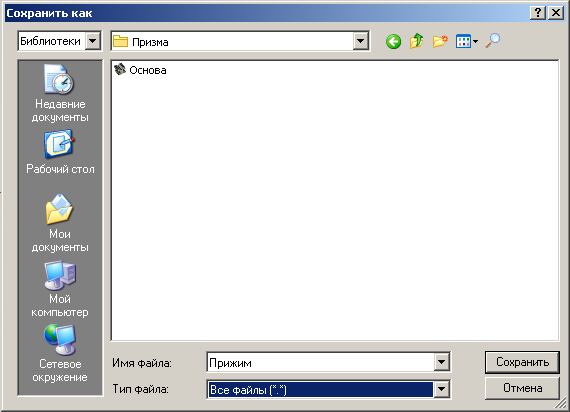 Сохранить как
Библиотеки
Призма
Основа
Недавние
документы
Рабочий стол
Мои
документы
Мой
компьютер
Сетевое
окружение
Имя файла:
Прижим
Сохранить
Тип файла:
Все файлы (*.*)
Отмена